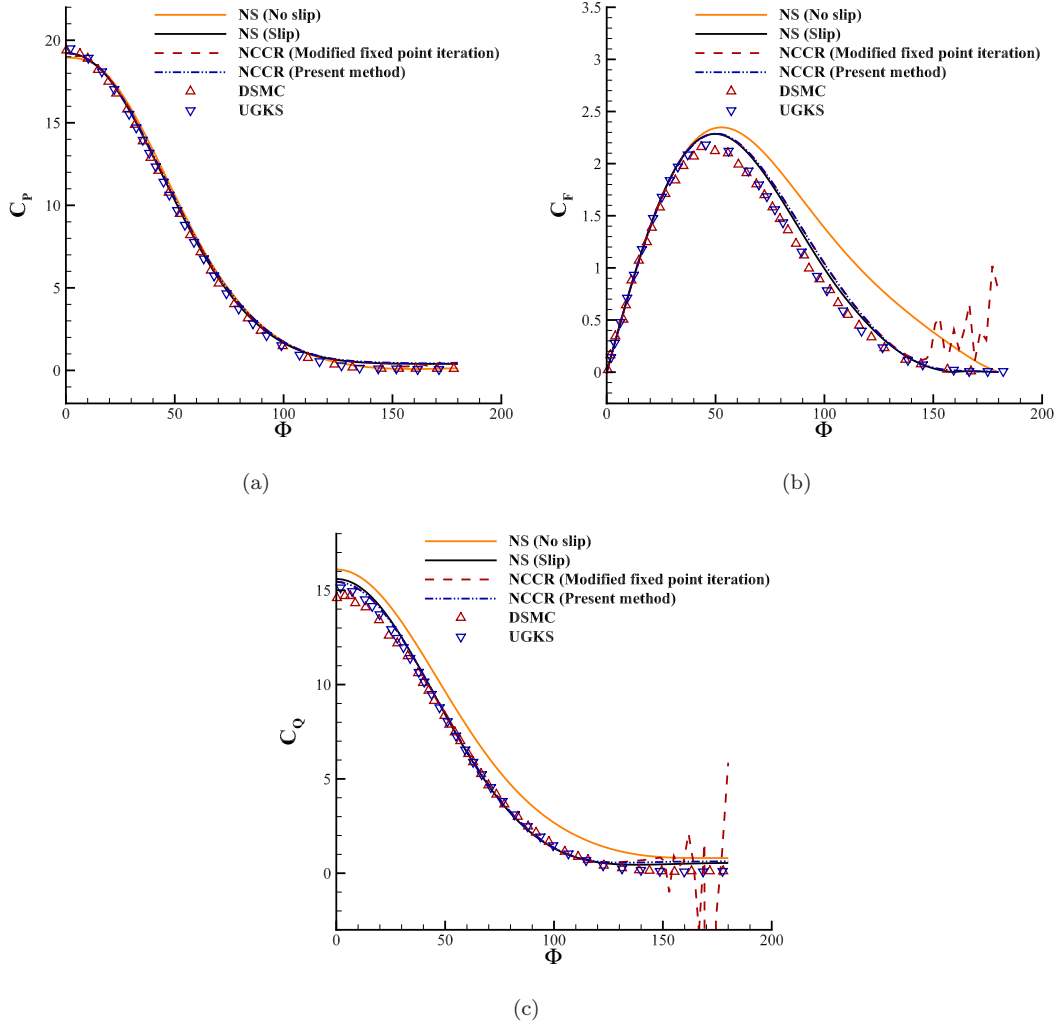 NS (No slip)
NS (Slip)
NCCR (Modified fixed point iteration)
NCCR (Present method)
DSMC
UGKS
20
15
10
5
0
C_P
0
50
100
150
200
Φ
(a)
NS (No slip)
NS (Slip)
NCCR (Modified fixed point iteration)
NCCR (Present method)
DSMC
UGKS
3.5
3
2.5
2
1.5
1
0.5
0
C_F
0
50
100
150
200
Φ
(b)
NS (No slip)
NS (Slip)
NCCR (Modified fixed point iteration)
NCCR (Present method)
DSMC
UGKS
15
10
5
0
C_Q
0
50
100
150
200
Φ
(c)